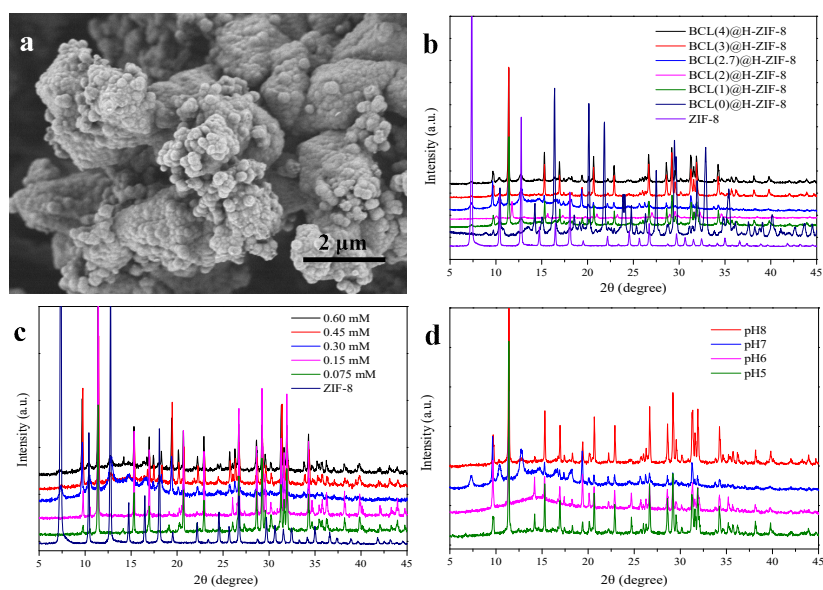 a
2 µm
b
BCL(4)@H-ZIF-8
BCL(3)@H-ZIF-8
BCL(2.7)@H-ZIF-8
BCL(2)@H-ZIF-8
BCL(1)@H-ZIF-8
BCL(0)@H-ZIF-8
ZIF-8
Intensity (a.u.)
5 10 15 20 25 30 35 40 45
2θ (degree)
c
0.60 mM
0.45 mM
0.30 mM
0.15 mM
0.075 mM
ZIF-8
Intensity (a.u.)
5 10 15 20 25 30 35 40 45
2θ (degree)
d
pH8
pH7
pH6
pH5
Intensity (a.u.)
5 10 15 20 25 30 35 40 45
2θ (degree)